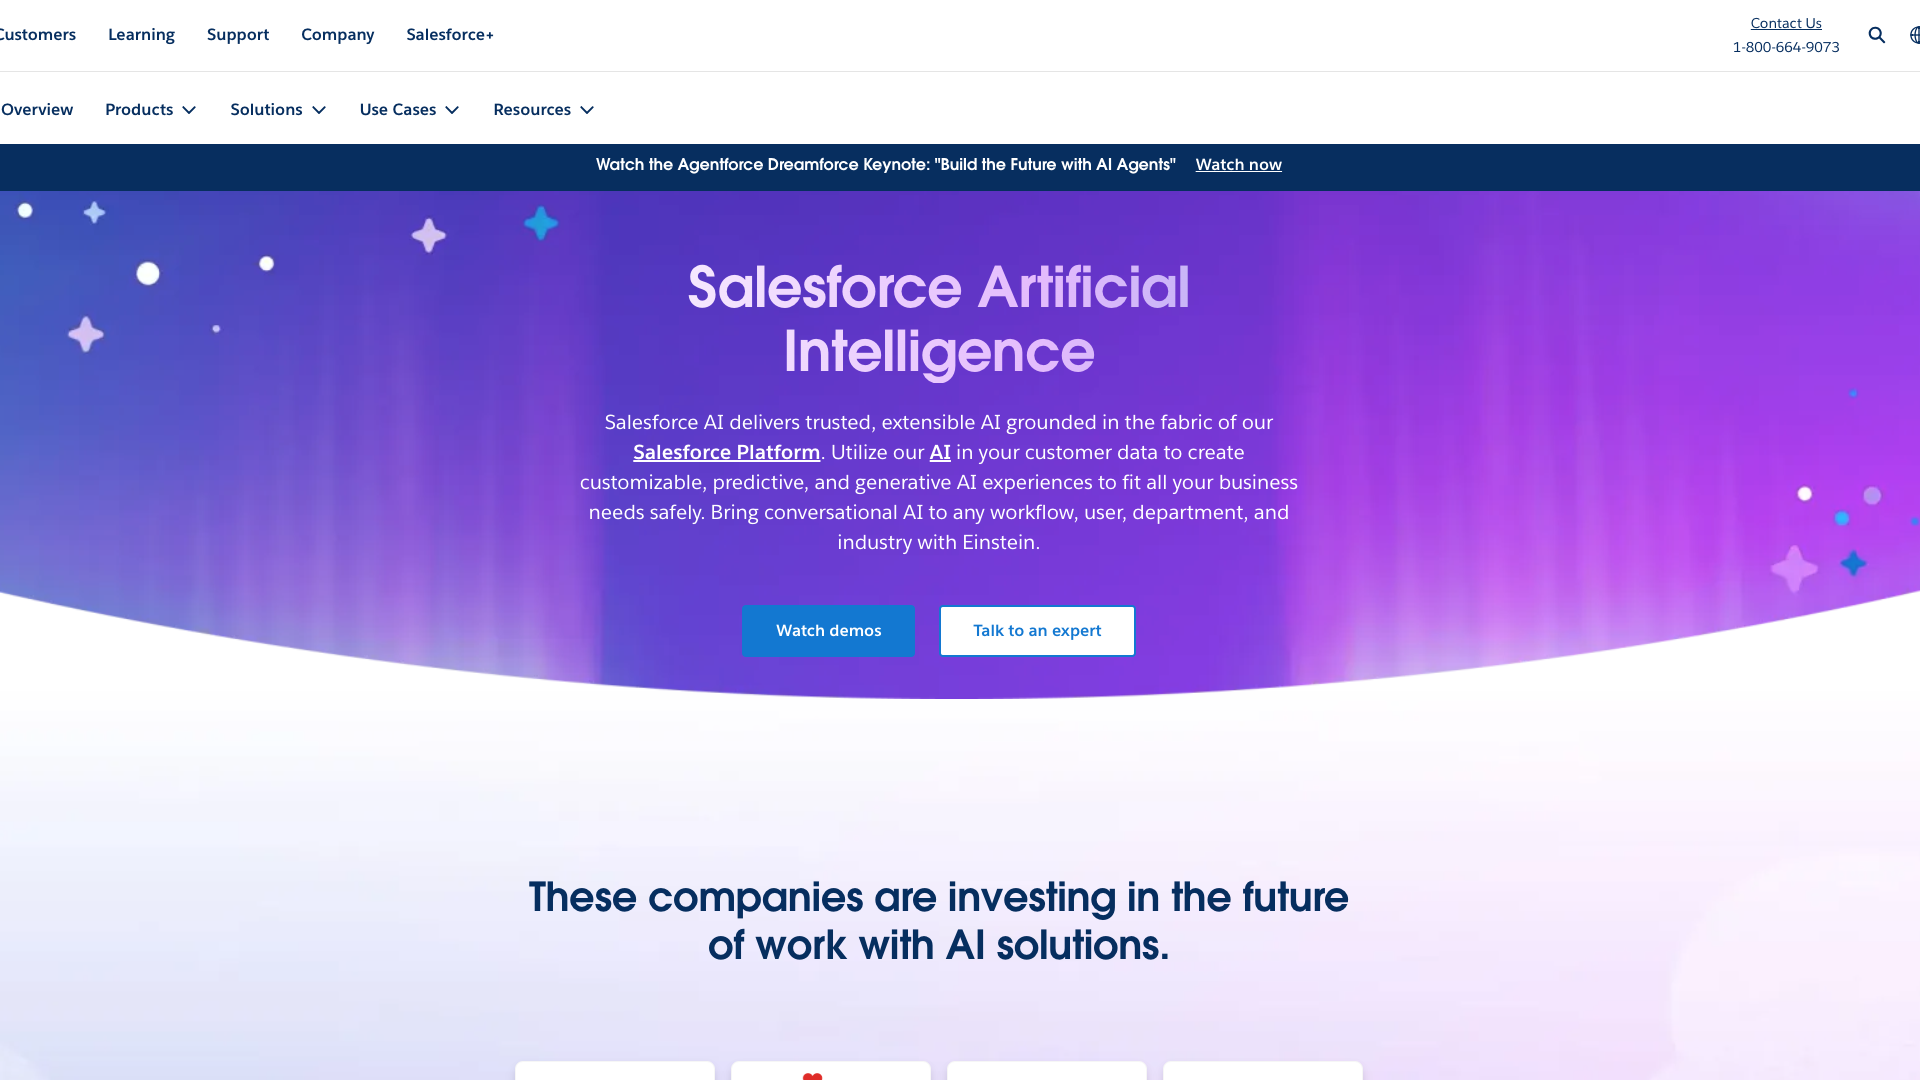 Customers Learning Support Company Salesforce+
Contact Us
1-800-664-9073
Overview Products Solutions Use Cases Resources
Watch the Agentforce Dreamforce Keynote: "Build the Future with AI Agents" Watch now
Salesforce Artificial
Intelligence
Salesforce AI delivers trusted, extensible AI grounded in the fabric of our
Salesforce Platform. Utilize our AI in your customer data to create
customizable, predictive, and generative AI experiences to fit all your business
needs safely. Bring conversational AI to any workflow, user, department, and
industry with Einstein.
Watch demos Talk to an expert
These companies are investing in the future
of work with AI solutions.